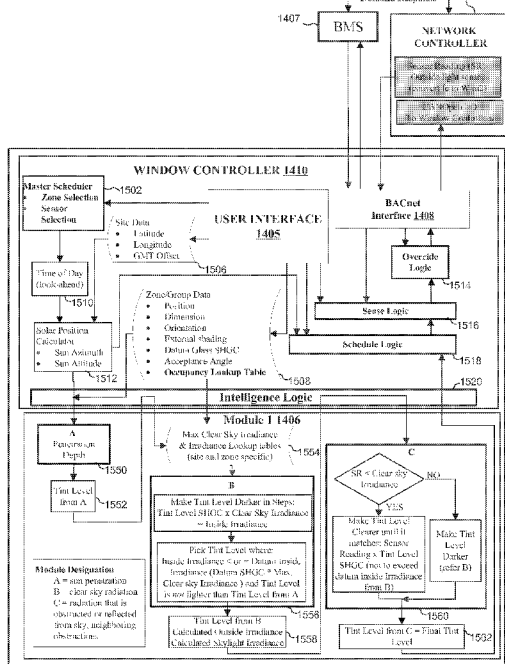 1407
BMS
NETWORK
CONTROLLER
WINDOW CONTROLLER 1410
Master Scheduler
Zone Selection
Sensor
Selection
1502
Site Data
Latitude
Longitude
GMT Offset
1506
USER INTERFACE
1405
BACnet
Interface 1408
Override
Logic
1514
Time of Day
(look-ahead)
1510
Sense Logic
1516
Solar Position
Calculator
Sun Azimuth
Sun Altitude
1512
Zone/Group Data
Position
Dimension
Orientation
External shading
Datum Glass SHGC
Acceptance Angle
Occupancy Lookup Table
1508
Schedule Logic
1518
1520
Intelligence Logic
Module 1 1406
A
Penetration
Depth
1550
Tint Level
from A
1552
Max Clear Sky Irradiance
& Irradiance Lookup tables
(site and zone specific)
1554
B
Make Tint Level Darker in Steps:
Tint Level SHGC x Clear Sky Irradiance
= Inside Irradiance
Pick Tint Level where:
Inside Irradiance < or = Datum Inside
Irradiance (Datum SHGC * Max
Clear sky Irradiance ) and Tint Level
is not lighter than Tint Level from A
1556
Tint Level from B
Calculated Outside Irradiance
Calculated Skylight Irradiance
1558
C
SR < Clear sky
Irradiance
NO
YES
Make Tint Level
Clearer until it
matches: Sensor
Reading x Tint Level
SHGC (not to exceed
datum inside Irradiance
from B)
Make Tint
Level
Darker
(refer B)
1560
Tint Level from C = Final Tint
Level
1562
Module Designation
A = sun penetration
B = clear sky radiation
C = radiation that is
obstructed or reflected
from sky, neighboring
obstructions.